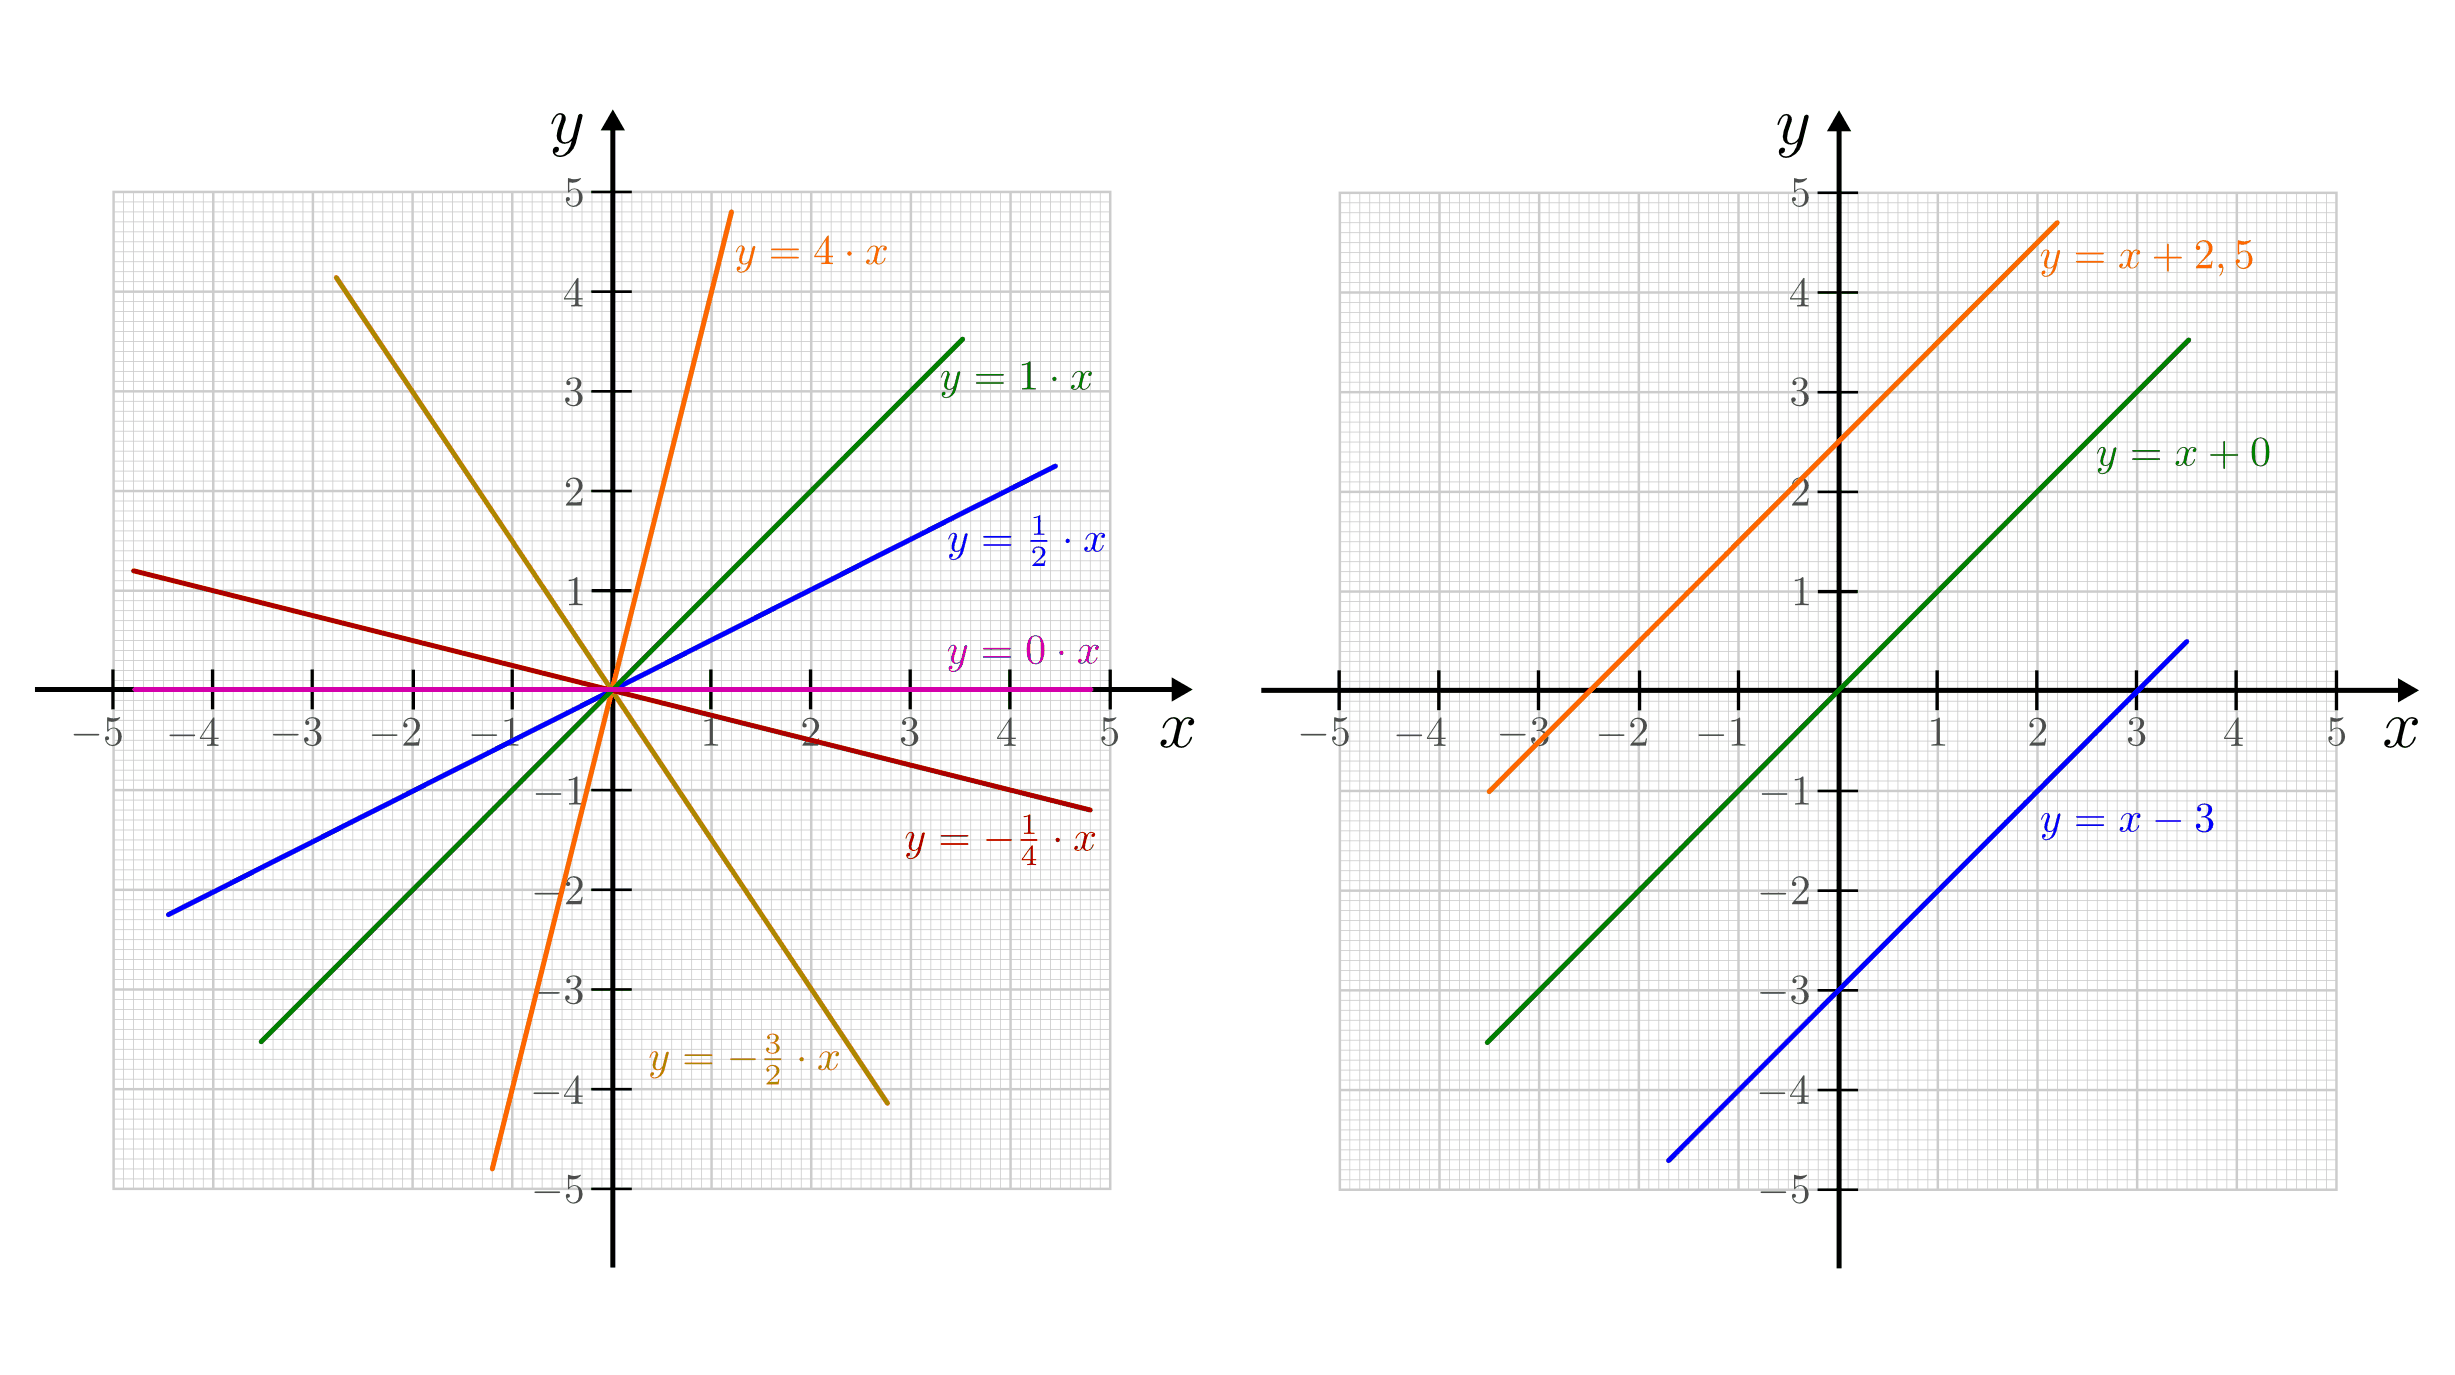 y
5
y = 4 · x
4
y = 1 · x
3
2
y = 1/2 · x
1
y = 0 · x
−5 −4 −3 −2 −1 1 2 3 4 5 x
−1
y = −1/4 · x
−2
−3
y = −3/2 · x
−4
−5
y
5
y = x + 2,5
4
3
y = x + 0
2
1
−5 −4 −3 −2 −1 1 2 3 4 5 x
−1
y = x − 3
−2
−3
−4
−5